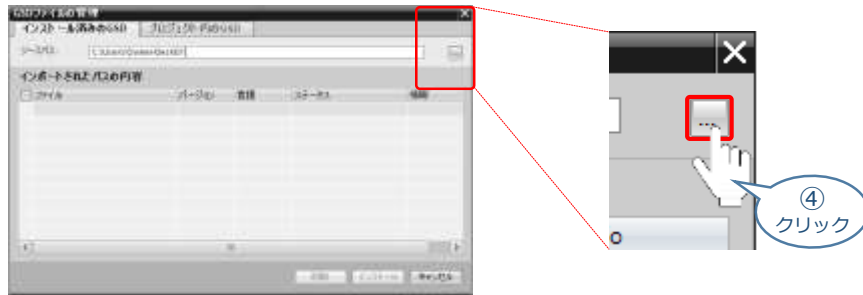 GSDファイルの管理
インストール済みのGSD プロジェクト内のGSD
ソースパス:
インポートされたパスの内容
ファイル バージョン 言語 ステータス 情報
キャンセル
...
④
クリック